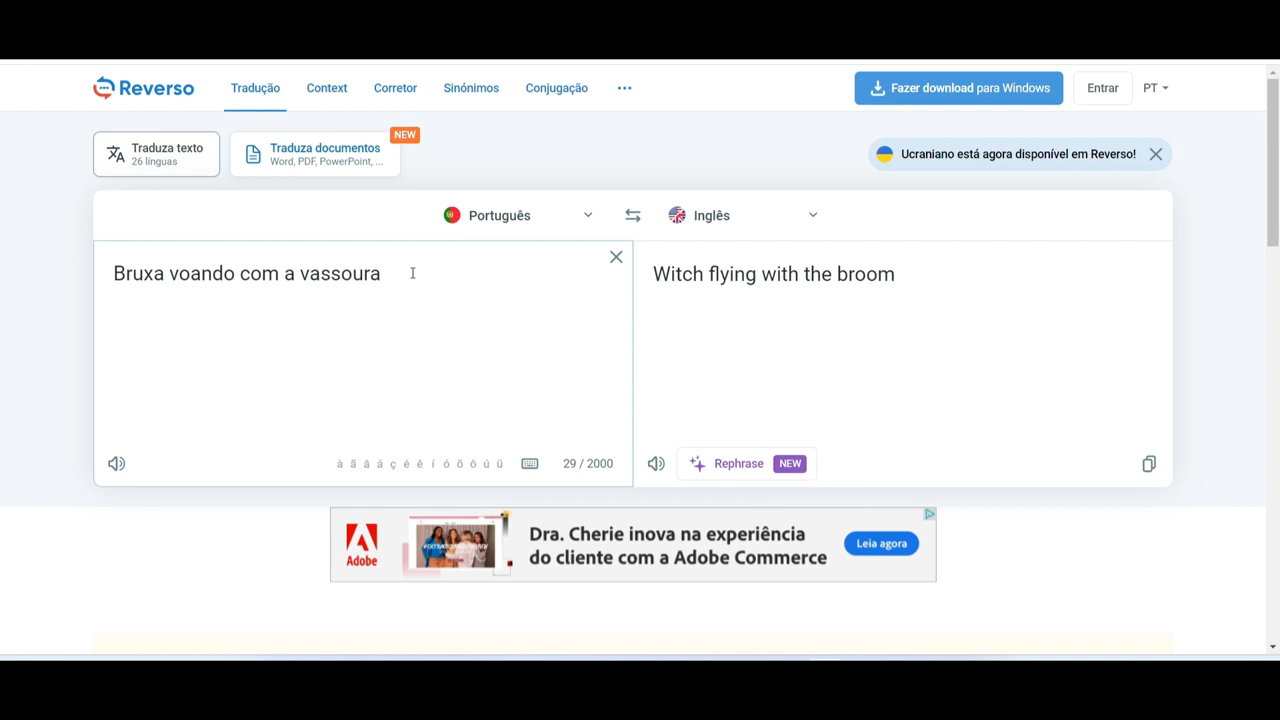 Reverso
Tradução
Context
Corretor
Sinónimos
Conjugação
Fazer download para Windows
Entrar
PT
NEW
Traduza texto
26 línguas
Traduza documentos
Word, PDF, PowerPoint, ...
Ucraniano está agora disponível em Reverso!
Português
Inglês
Bruxa voando com a vassoura
Witch flying with the broom
à ã â á ç é ê í ó õ ô ú ü
29 / 2000
Rephrase NEW
Adobe
Dra. Cherie inova na experiência
do cliente com a Adobe Commerce
Leia agora